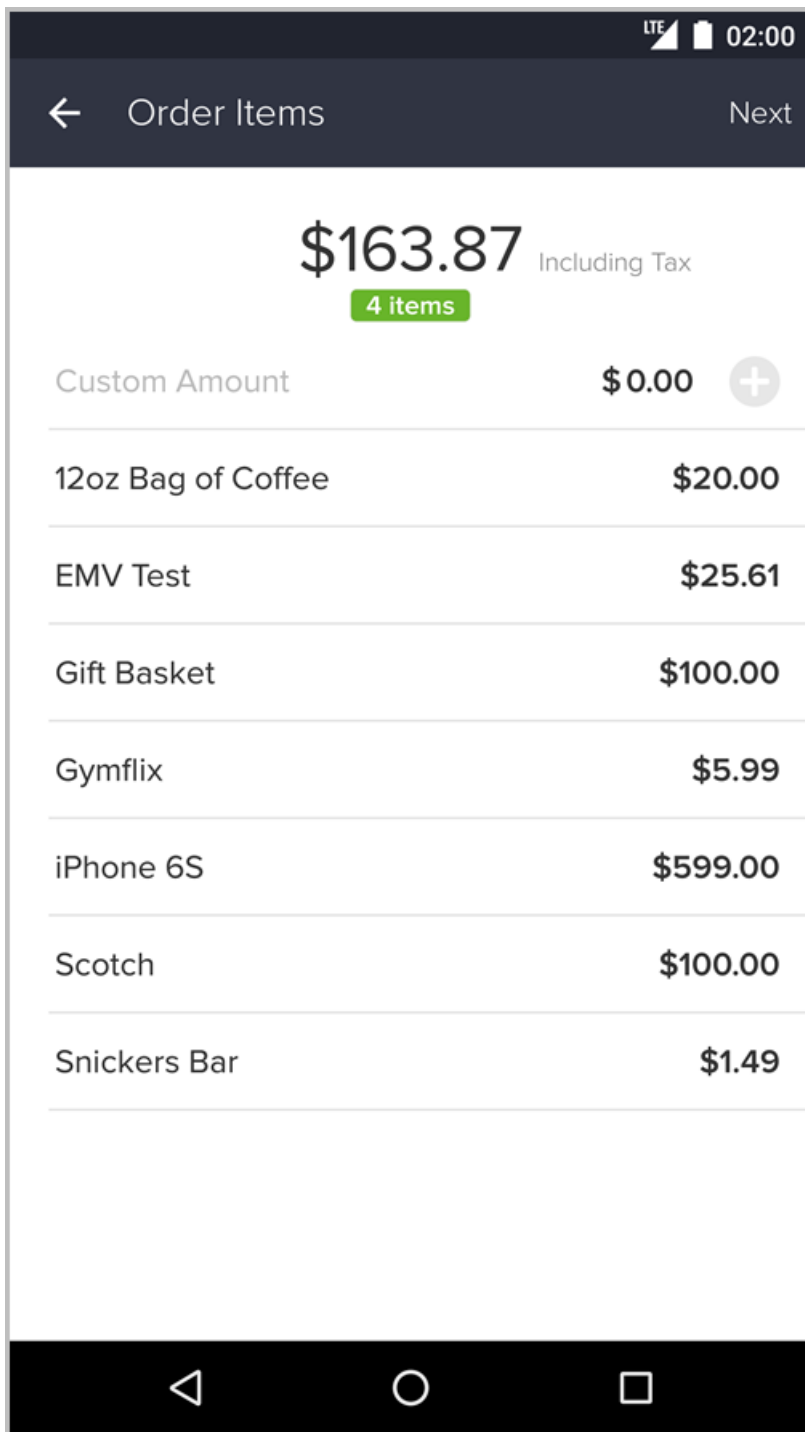 LTE 02:00
Order Items Next
$163.87 Including Tax
4 items
Custom Amount $0.00
12oz Bag of Coffee $20.00
EMV Test $25.61
Gift Basket $100.00
Gymflix $5.99
iPhone 6S $599.00
Scotch $100.00
Snickers Bar $1.49